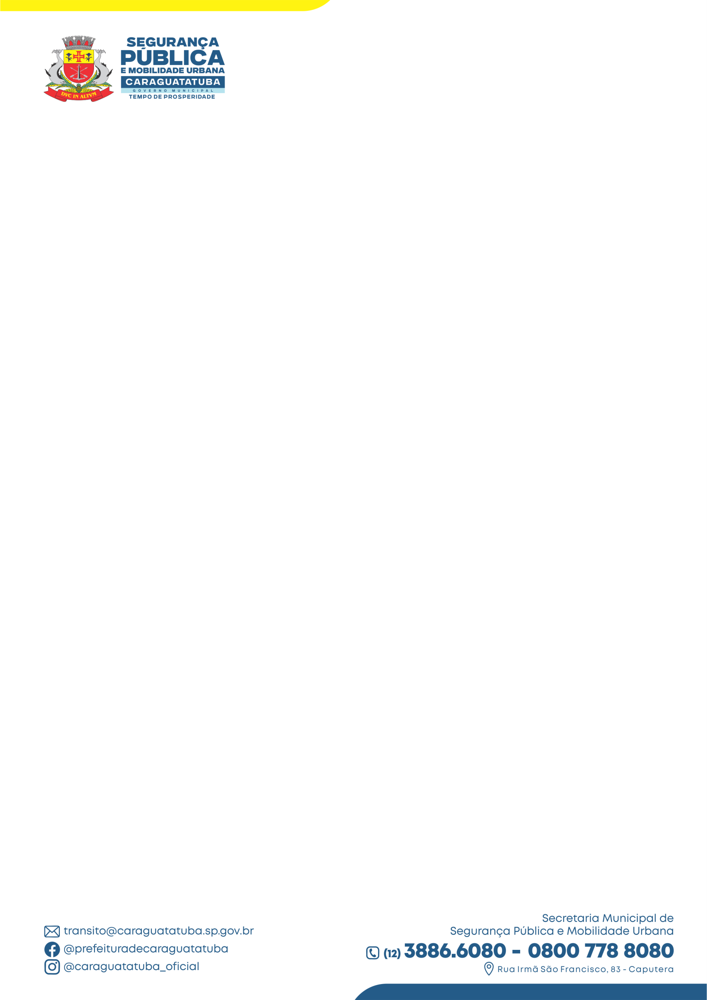 SEGURANÇA
PÚBLICA
E MOBILIDADE URBANA
CARAGUATATUBA
GOVERNO MUNICIPAL
TEMPO DE PROSPERIDADE
DVC IN ALTVM
transito@caraguatatuba.sp.gov.br
@prefeituradecaraguatatuba
@caraguatatuba_oficial
Secretaria Municipal de
Segurança Pública e Mobilidade Urbana
(12) 3886.6080 - 0800 778 8080
Rua Irmã São Francisco, 83 - Caputera